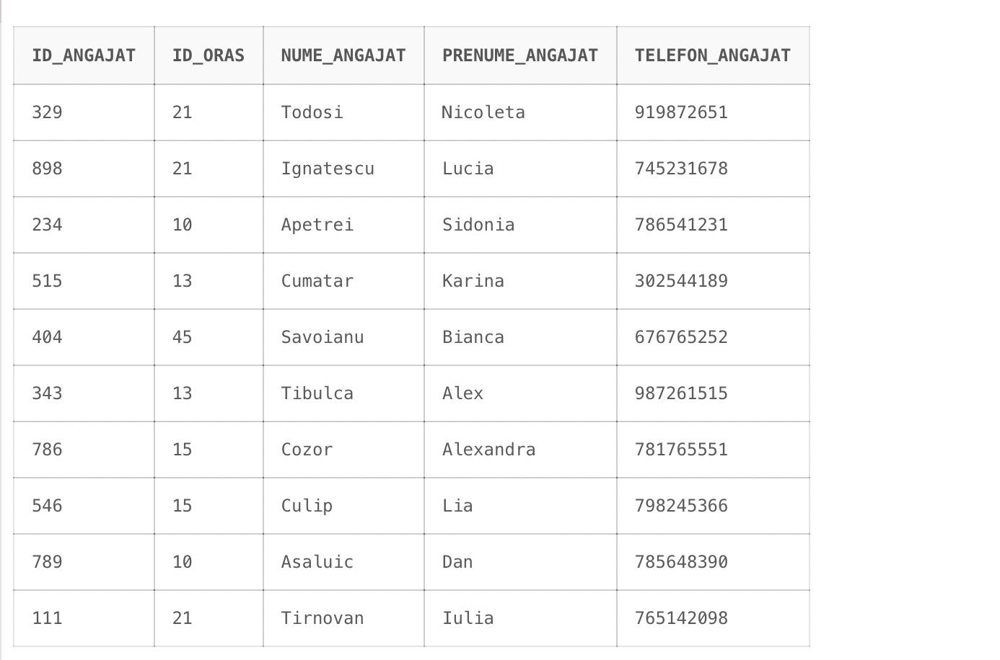 ID_ANGAJAT ID_ORAS NUME_ANGAJAT PRENUME_ANGAJAT TELEFON_ANGAJAT
329 21 Todosi Nicoleta 919872651
898 21 Ignatescu Lucia 745231678
234 10 Apetrei Sidonia 786541231
515 13 Cumatar Karina 302544189
404 45 Savoianu Bianca 676765252
343 13 Tibulca Alex 987261515
786 15 Cozor Alexandra 781765551
546 15 Culip Lia 798245366
789 10 Asaluic Dan 785648390
111 21 Tirnovan Iulia 765142098